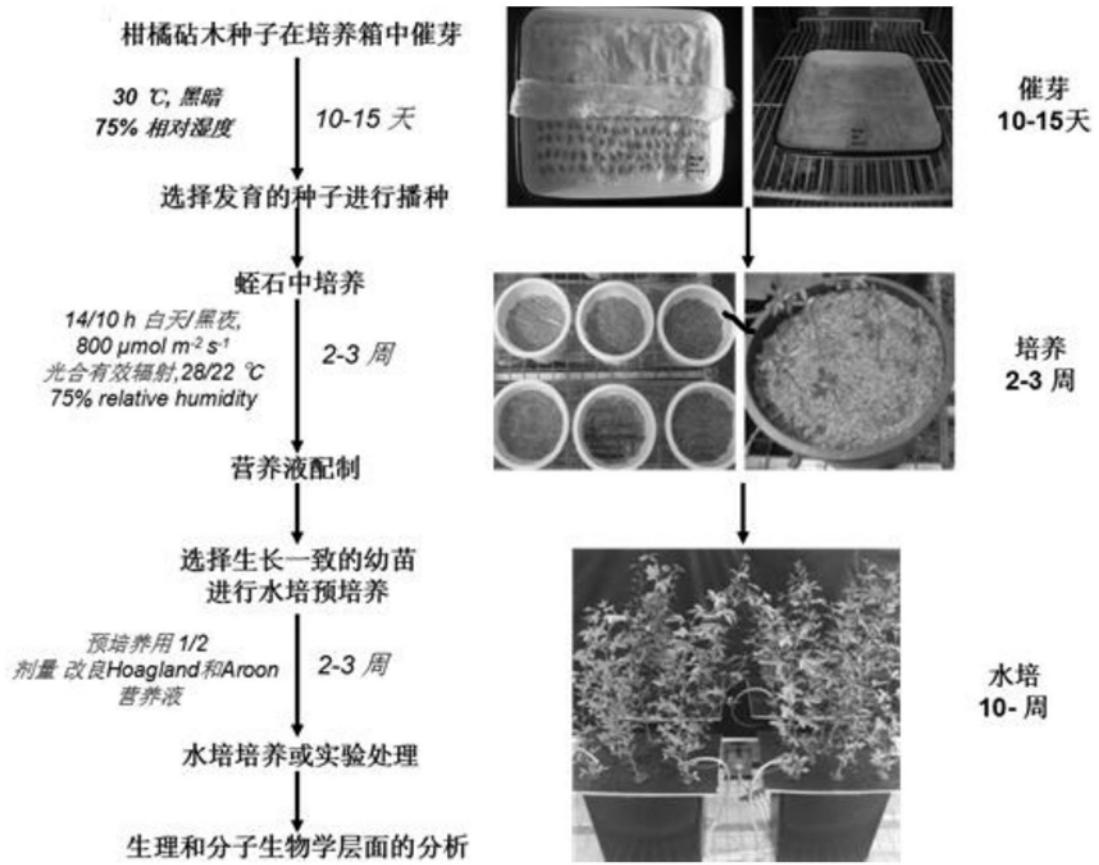 柑橘砧木种子在培养箱中催芽
30 ℃, 黑暗
75% 相对湿度
10-15 天
选择发育的种子进行播种
蛭石中培养
14/10 h 白天/黑夜,
800 μmol m-2 s-1
光合有效辐射,28/22 ℃
75% relative humidity
2-3 周
营养液配制
选择生长一致的幼苗
进行水培预培养
预培养用 1/2
剂量 改良Hoagland和Aroon
营养液
2-3 周
水培培养或实验处理
生理和分子生物学层面的分析
催芽
10-15天
培养
2-3 周
水培
10- 周